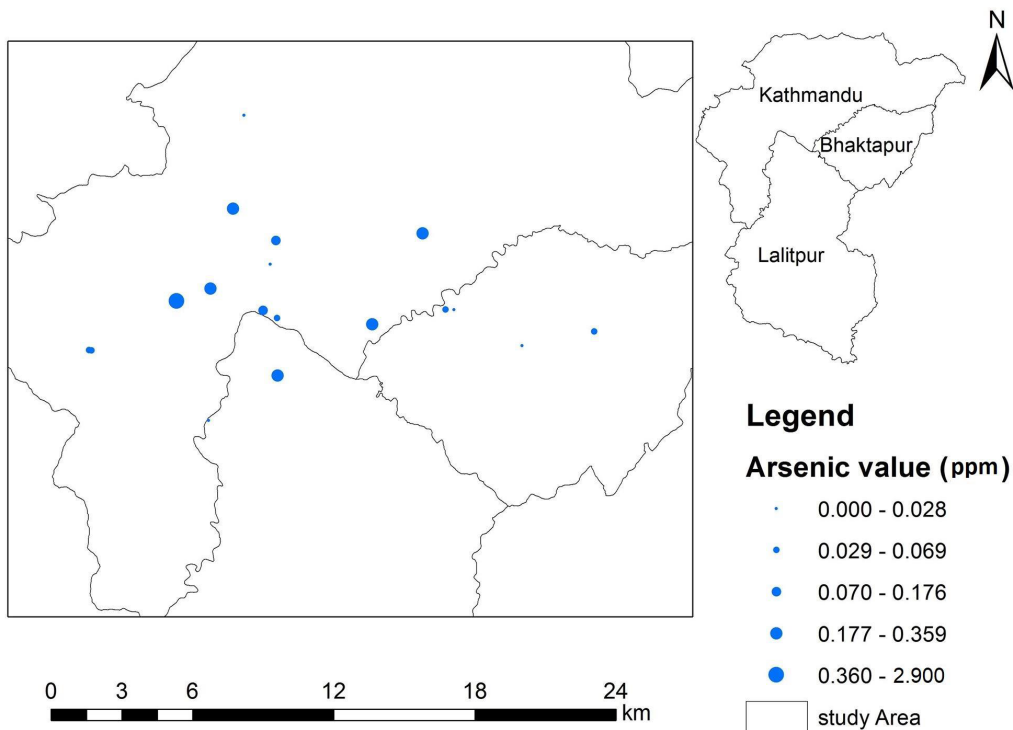 N
Kathmandu
Bhaktapur
Lalitpur
Legend
Arsenic value (ppm)
0.000 - 0.028
0.029 - 0.069
0.070 - 0.176
0.177 - 0.359
0.360 - 2.900
study Area
0 3 6 12 18 24
km